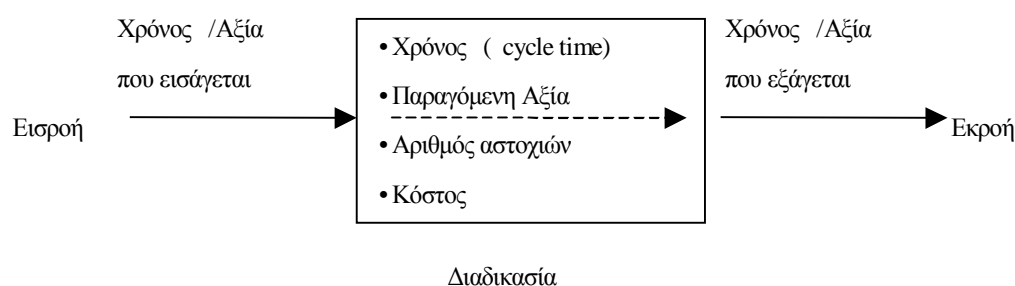 Χρόνος /Αξία
που εισάγεται
Εισροή
• Χρόνος ( cycle time)
• Παραγόμενη Αξία
• Αριθμός αστοχιών
• Κόστος
Χρόνος /Αξία
που εξάγεται
Εκροή
Διαδικασία